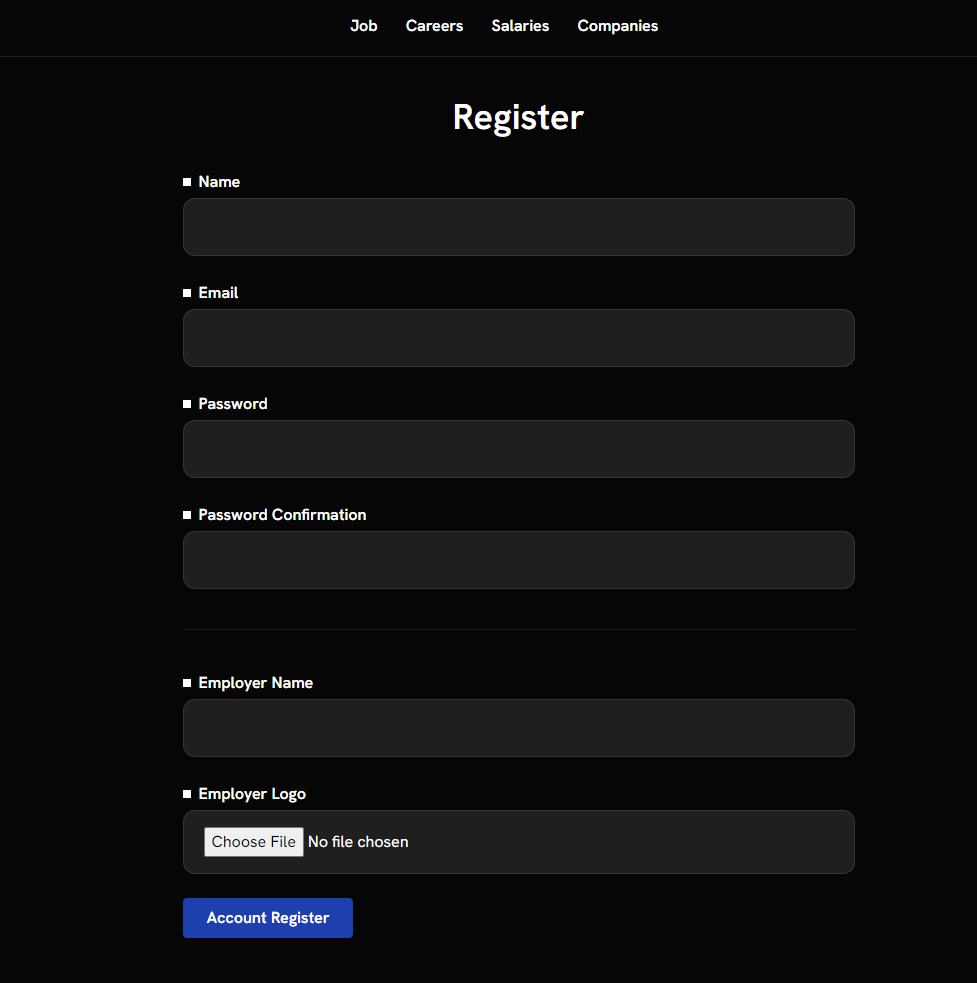 Job Careers Salaries Companies
Register
Name
Email
Password
Password Confirmation
Employer Name
Employer Logo
Choose File No file chosen
Account Register